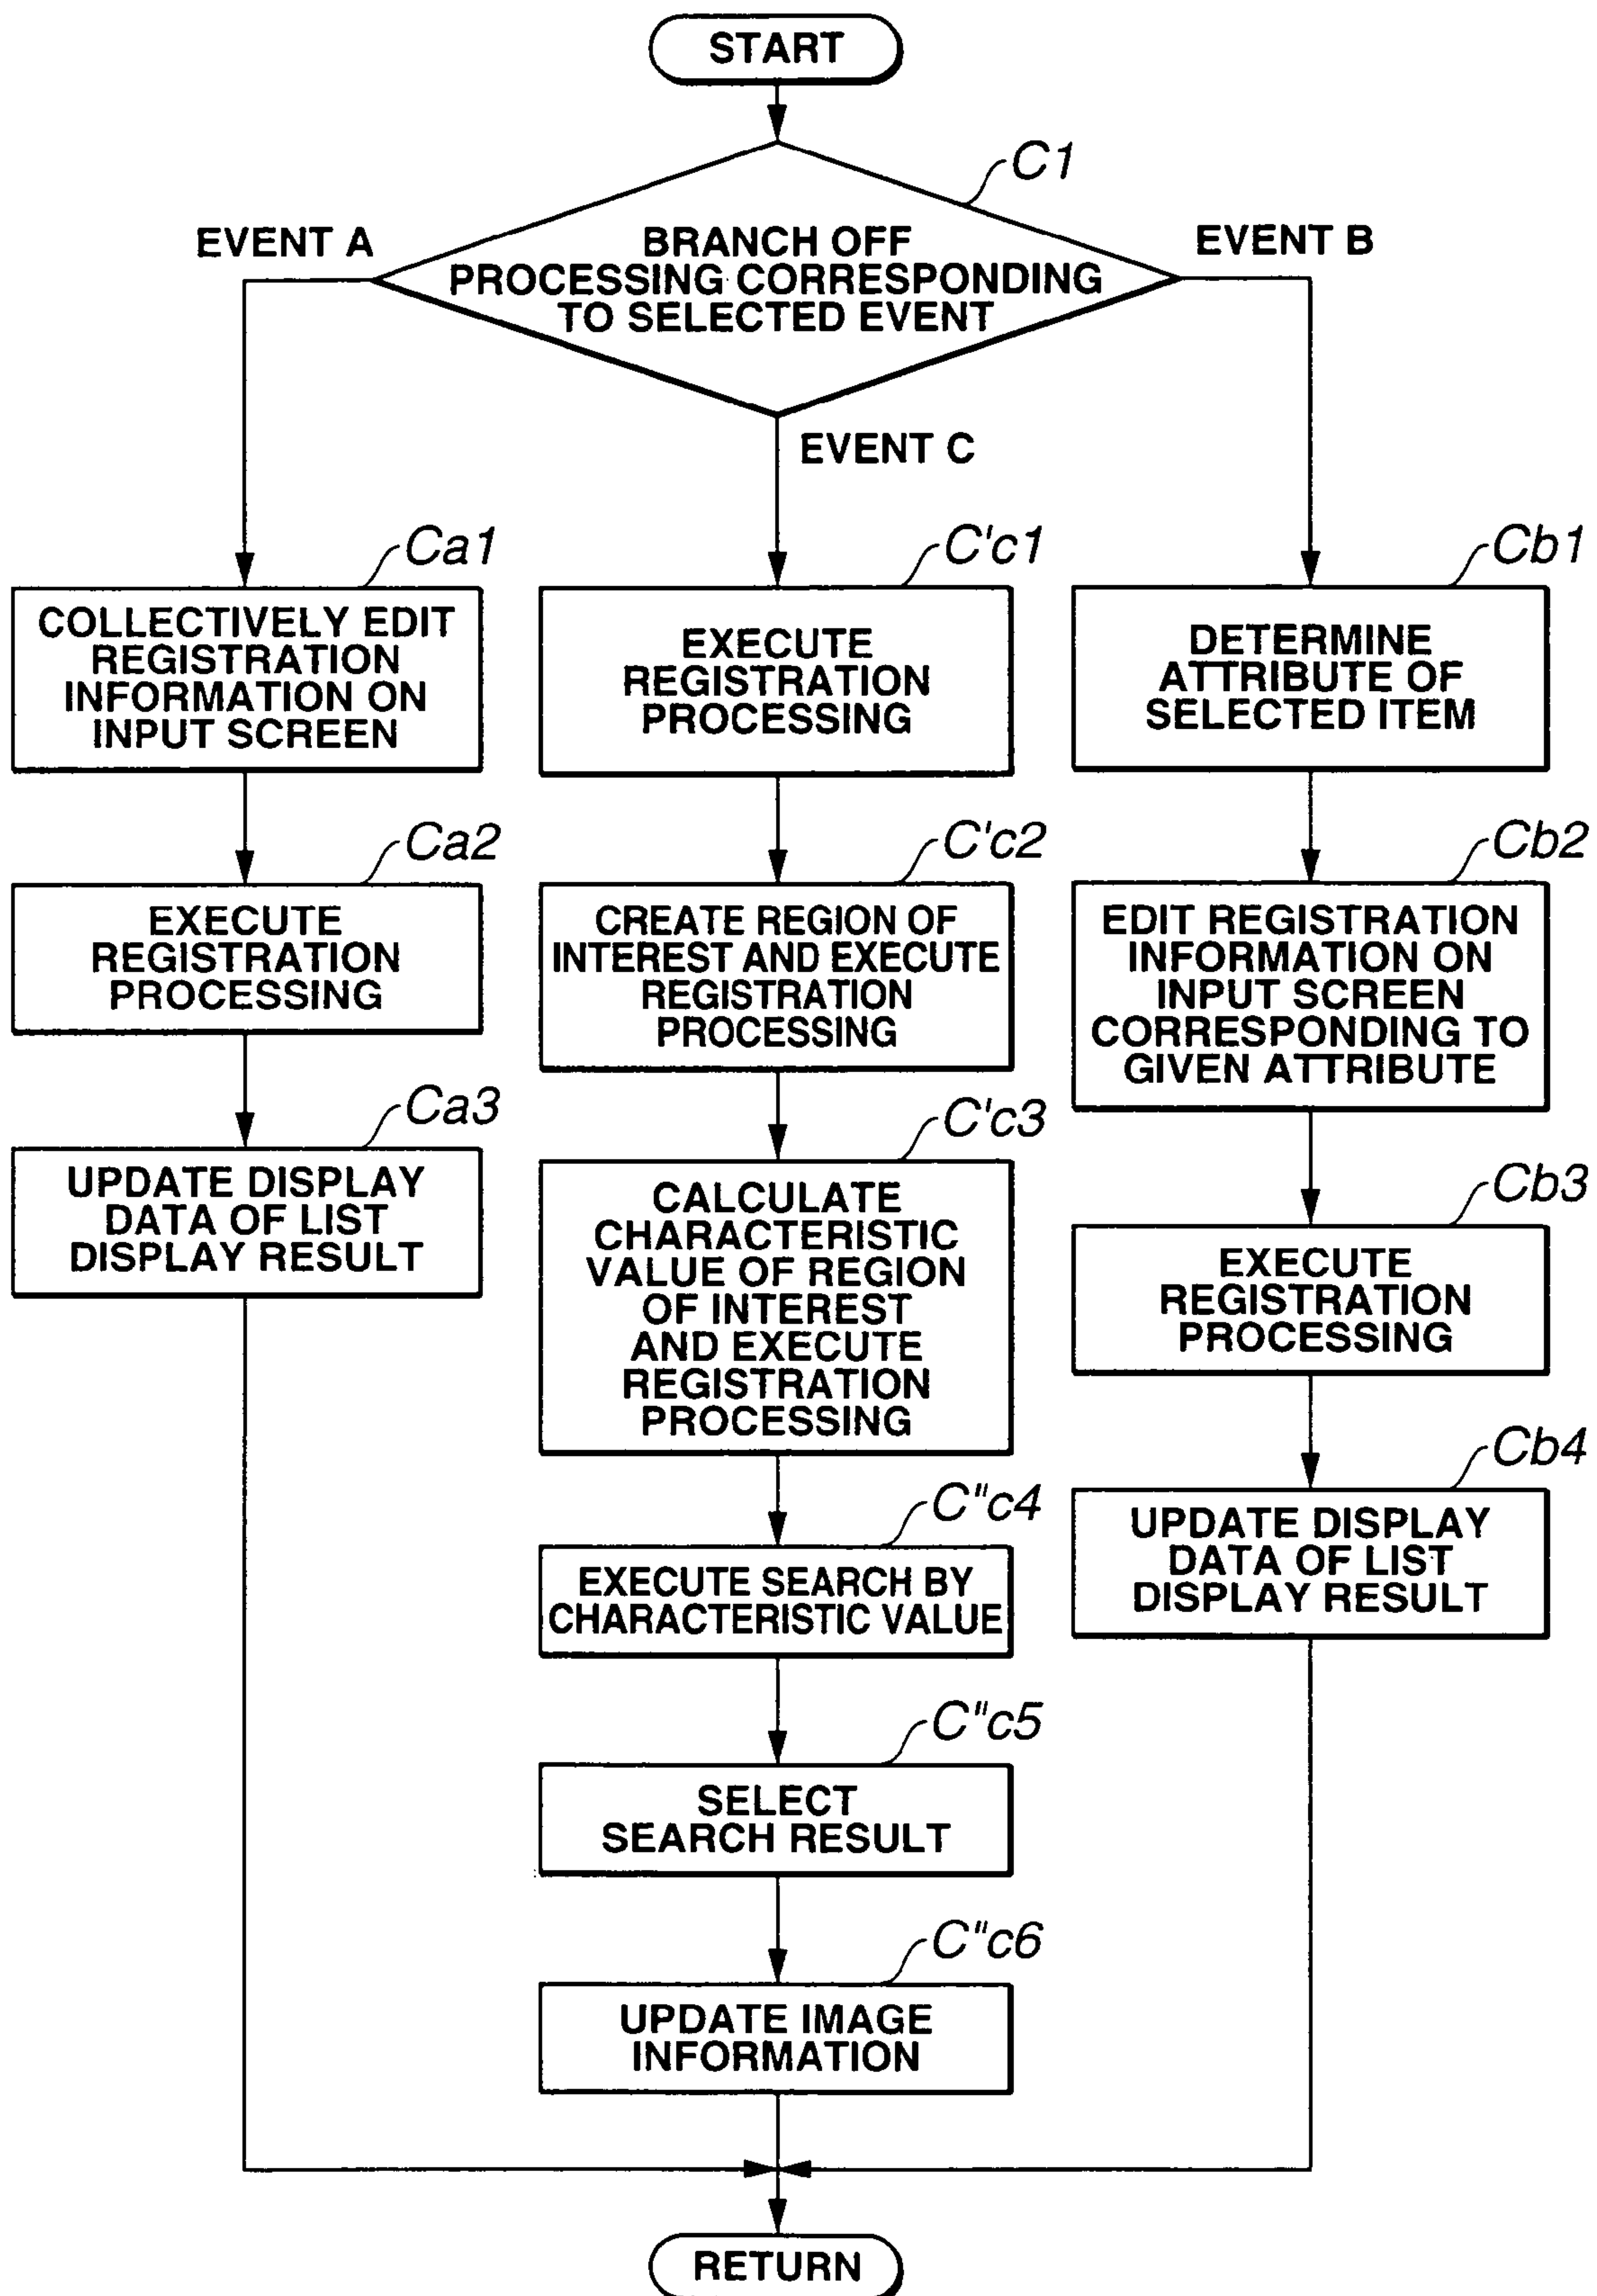 START
C1
EVENT A
BRANCH OFF
PROCESSING CORRESPONDING
TO SELECTED EVENT
EVENT B
EVENT C
Ca1
COLLECTIVELY EDIT
REGISTRATION
INFORMATION ON
INPUT SCREEN
Ca2
EXECUTE
REGISTRATION
PROCESSING
Ca3
UPDATE DISPLAY
DATA OF LIST
DISPLAY RESULT
C'c1
EXECUTE
REGISTRATION
PROCESSING
C'c2
CREATE REGION OF
INTEREST AND EXECUTE
REGISTRATION
PROCESSING
C'c3
CALCULATE
CHARACTERISTIC
VALUE OF REGION
OF INTEREST
AND EXECUTE
REGISTRATION
PROCESSING
C"c4
EXECUTE SEARCH BY
CHARACTERISTIC VALUE
C"c5
SELECT
SEARCH RESULT
C"c6
UPDATE IMAGE
INFORMATION
Cb1
DETERMINE
ATTRIBUTE OF
SELECTED ITEM
Cb2
EDIT REGISTRATION
INFORMATION ON
INPUT SCREEN
CORRESPONDING TO
GIVEN ATTRIBUTE
Cb3
EXECUTE
REGISTRATION
PROCESSING
Cb4
UPDATE DISPLAY
DATA OF LIST
DISPLAY RESULT
RETURN